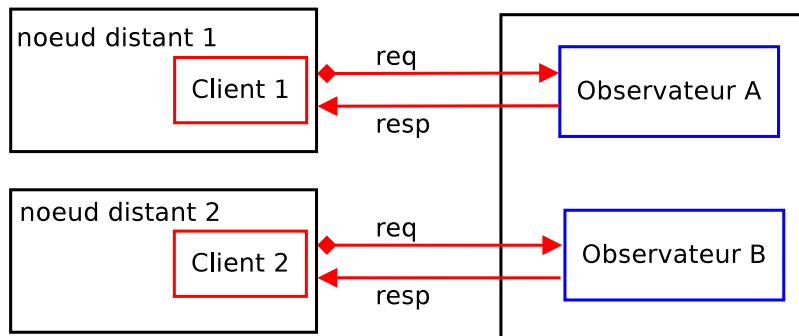 noeud distant 1
Client 1
req
resp
Observateur A
noeud distant 2
Client 2
req
resp
Observateur B